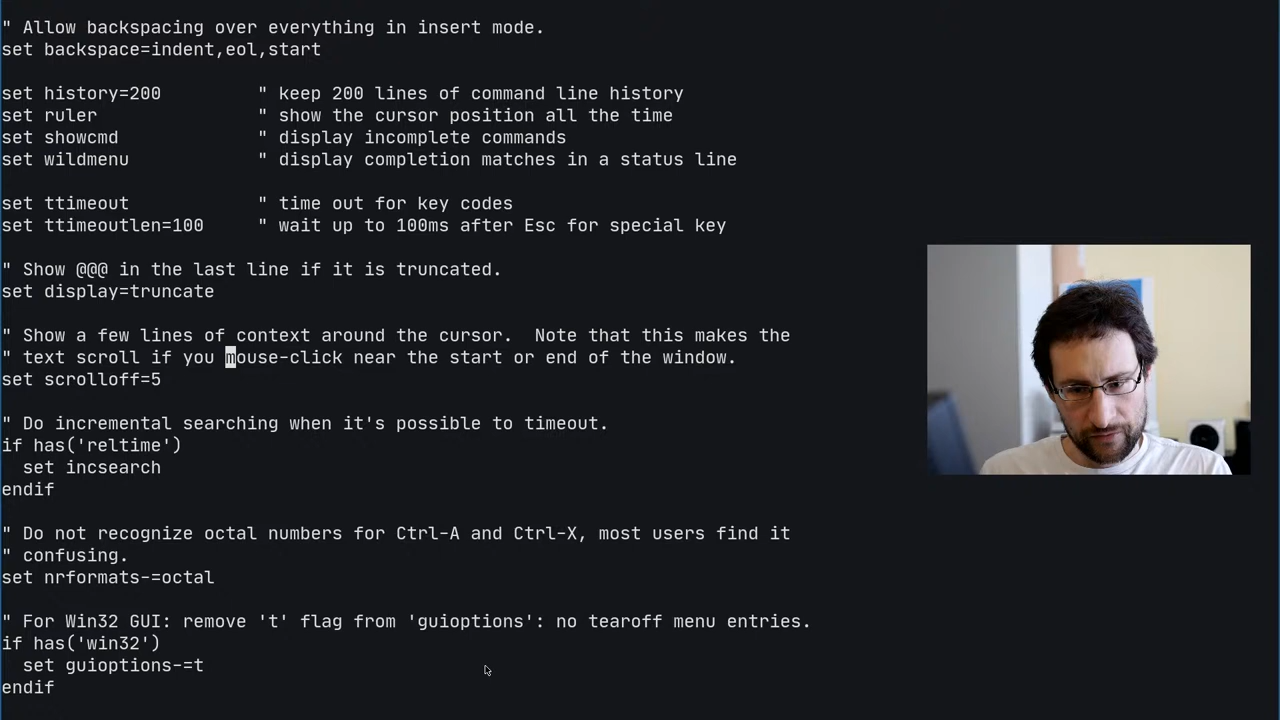 " Allow backspacing over everything in insert mode.
set backspace=indent,eol,start
set history=200         " keep 200 lines of command line history
set ruler               " show the cursor position all the time
set showcmd             " display incomplete commands
set wildmenu            " display completion matches in a status line
set ttimeout            " time out for key codes
set ttimeoutlen=100     " wait up to 100ms after Esc for special key
" Show @@@ in the last line if it is truncated.
set display=truncate
" Show a few lines of context around the cursor.  Note that this makes the
" text scroll if you mouse-click near the start or end of the window.
set scrolloff=5
" Do incremental searching when it's possible to timeout.
if has('reltime')
  set incsearch
endif
" Do not recognize octal numbers for Ctrl-A and Ctrl-X, most users find it
" confusing.
set nrformats-=octal
" For Win32 GUI: remove 't' flag from 'guioptions': no tearoff menu entries.
if has('win32')
  set guioptions-=t
endif